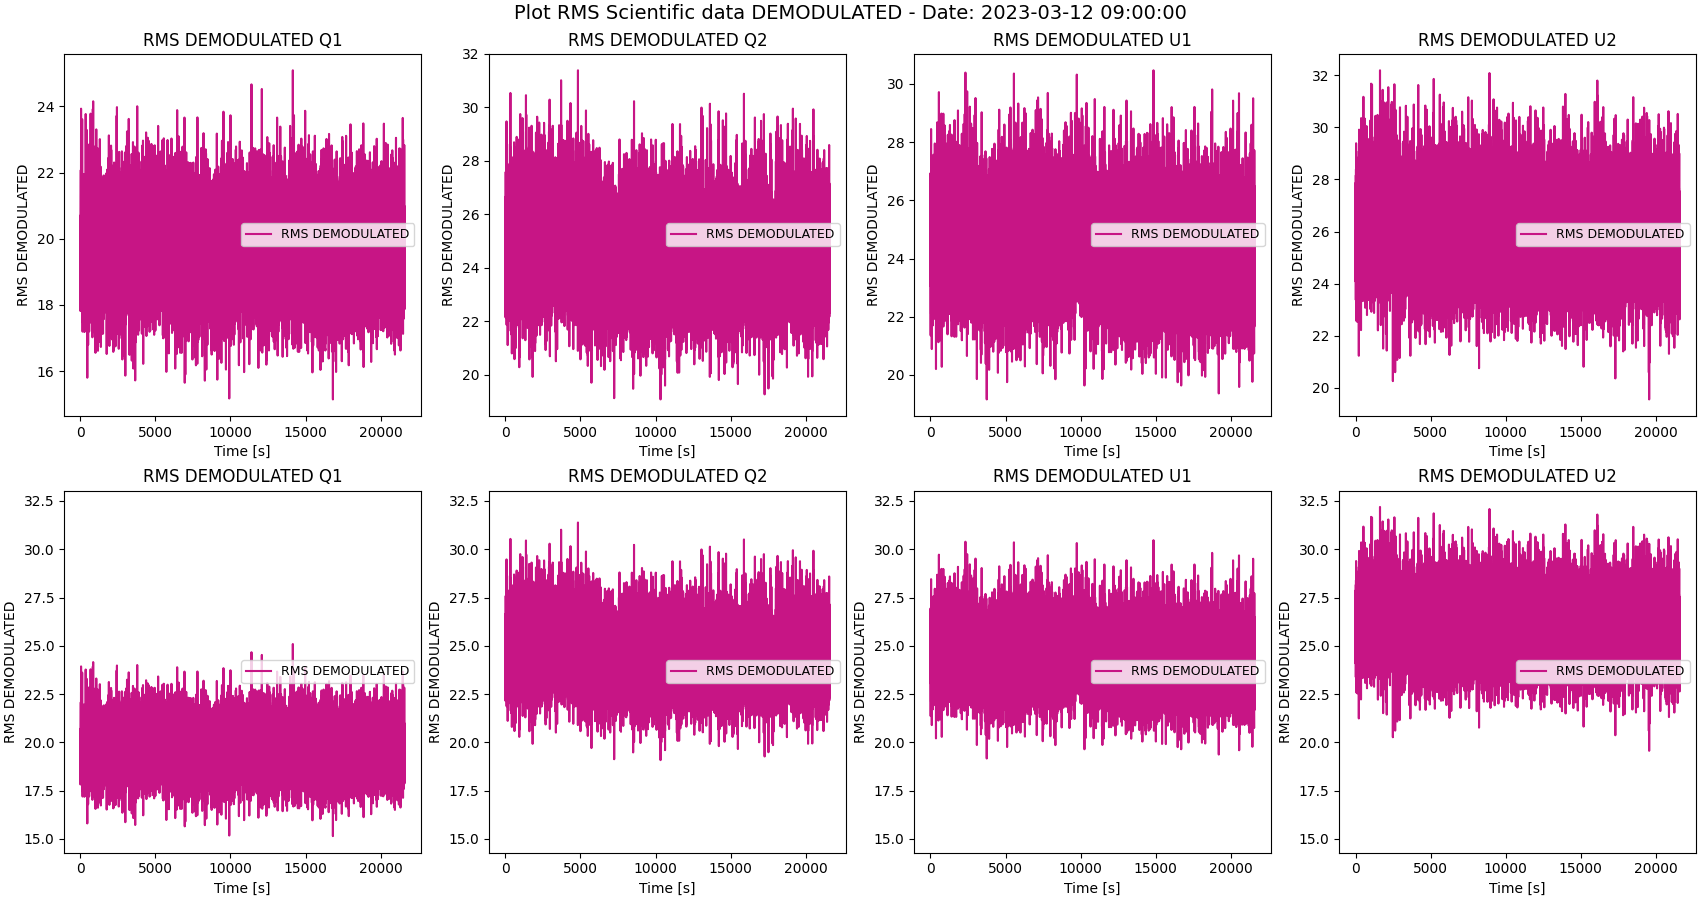 Plot RMS Scientific data DEMODULATED - Date: 2023-03-12 09:00:00
RMS DEMODULATED Q1
RMS DEMODULATED
24
22
20
18
16
RMS DEMODULATED
0 5000 10000 15000 20000
Time [s]
RMS DEMODULATED Q2
RMS DEMODULATED
32
30
28
26
24
22
20
RMS DEMODULATED
0 5000 10000 15000 20000
Time [s]
RMS DEMODULATED U1
RMS DEMODULATED
30
28
26
24
22
20
RMS DEMODULATED
0 5000 10000 15000 20000
Time [s]
RMS DEMODULATED U2
RMS DEMODULATED
32
30
28
26
24
22
20
RMS DEMODULATED
0 5000 10000 15000 20000
Time [s]
RMS DEMODULATED Q1
RMS DEMODULATED
32.5
30.0
27.5
25.0
22.5
20.0
17.5
15.0
RMS DEMODULATED
0 5000 10000 15000 20000
Time [s]
RMS DEMODULATED Q2
RMS DEMODULATED
32.5
30.0
27.5
25.0
22.5
20.0
17.5
15.0
RMS DEMODULATED
0 5000 10000 15000 20000
Time [s]
RMS DEMODULATED U1
RMS DEMODULATED
32.5
30.0
27.5
25.0
22.5
20.0
17.5
15.0
RMS DEMODULATED
0 5000 10000 15000 20000
Time [s]
RMS DEMODULATED U2
RMS DEMODULATED
32.5
30.0
27.5
25.0
22.5
20.0
17.5
15.0
RMS DEMODULATED
0 5000 10000 15000 20000
Time [s]